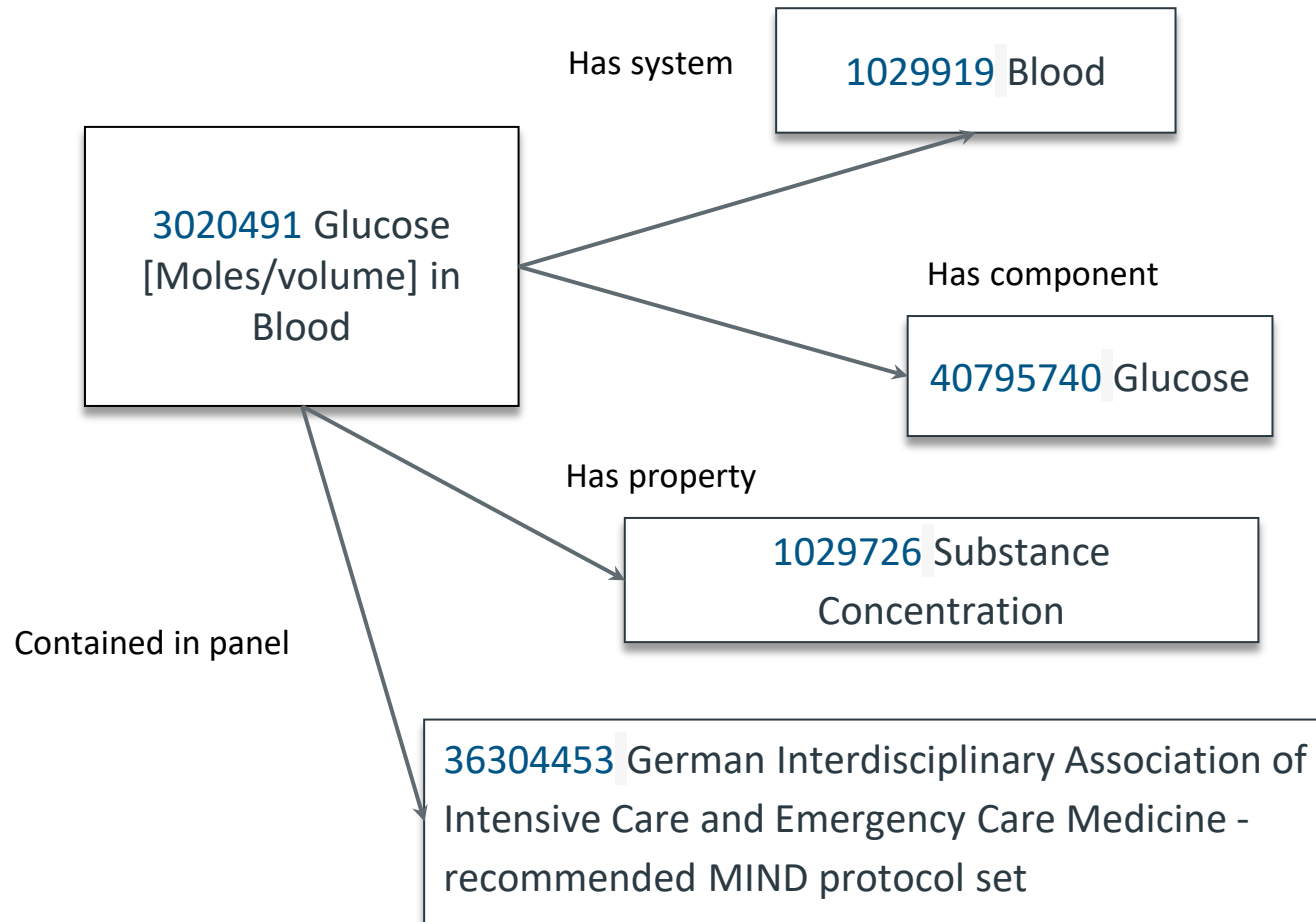 Has system
1029919 Blood
3020491 Glucose
[Moles/volume] in
Blood
Has component
40795740 Glucose
Has property
1029726 Substance
Concentration
Contained in panel
36304453 German Interdisciplinary Association of
Intensive Care and Emergency Care Medicine -
recommended MIND protocol set